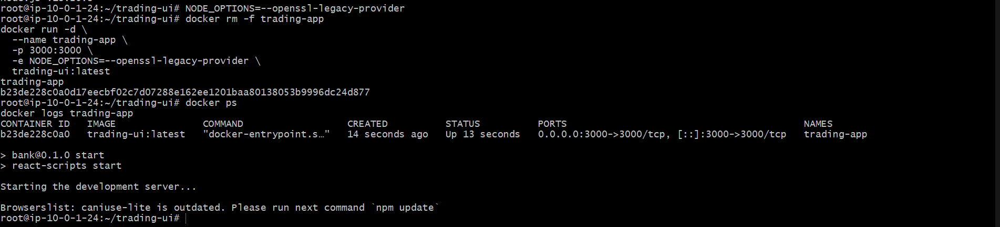 root@ip-10-0-1-24:~/trading-ui# NODE_OPTIONS=--openssl-legacy-provider
root@ip-10-0-1-24:~/trading-ui# docker rm -f trading-app
docker run -d \
  --name trading-app \
  -p 3000:3000 \
  -e NODE_OPTIONS=--openssl-legacy-provider \
  trading-ui:latest
trading-app
b23de228c0a0d17eecbf02c7d07288e162ee1201baa80138053b9996dc24d877
root@ip-10-0-1-24:~/trading-ui# docker ps
docker logs trading-app
CONTAINER ID   IMAGE               COMMAND                  CREATED          STATUS          PORTS                                         NAMES
b23de228c0a0   trading-ui:latest   "docker-entrypoint.s…"   14 seconds ago   Up 13 seconds   0.0.0.0:3000->3000/tcp, [::]:3000->3000/tcp   trading-app
> bank@0.1.0 start
> react-scripts start
Starting the development server...
Browserslist: caniuse-lite is outdated. Please run next command `npm update`
root@ip-10-0-1-24:~/trading-ui#